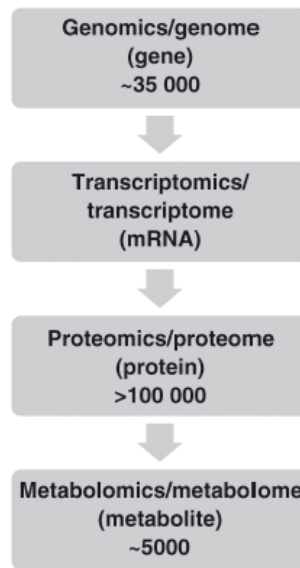 Genomics/genome
(gene)
~35 000
Transcriptomics/
transcriptome
(mRNA)
Proteomics/proteome
(protein)
>100 000
Metabolomics/metabolome
(metabolite)
~5000